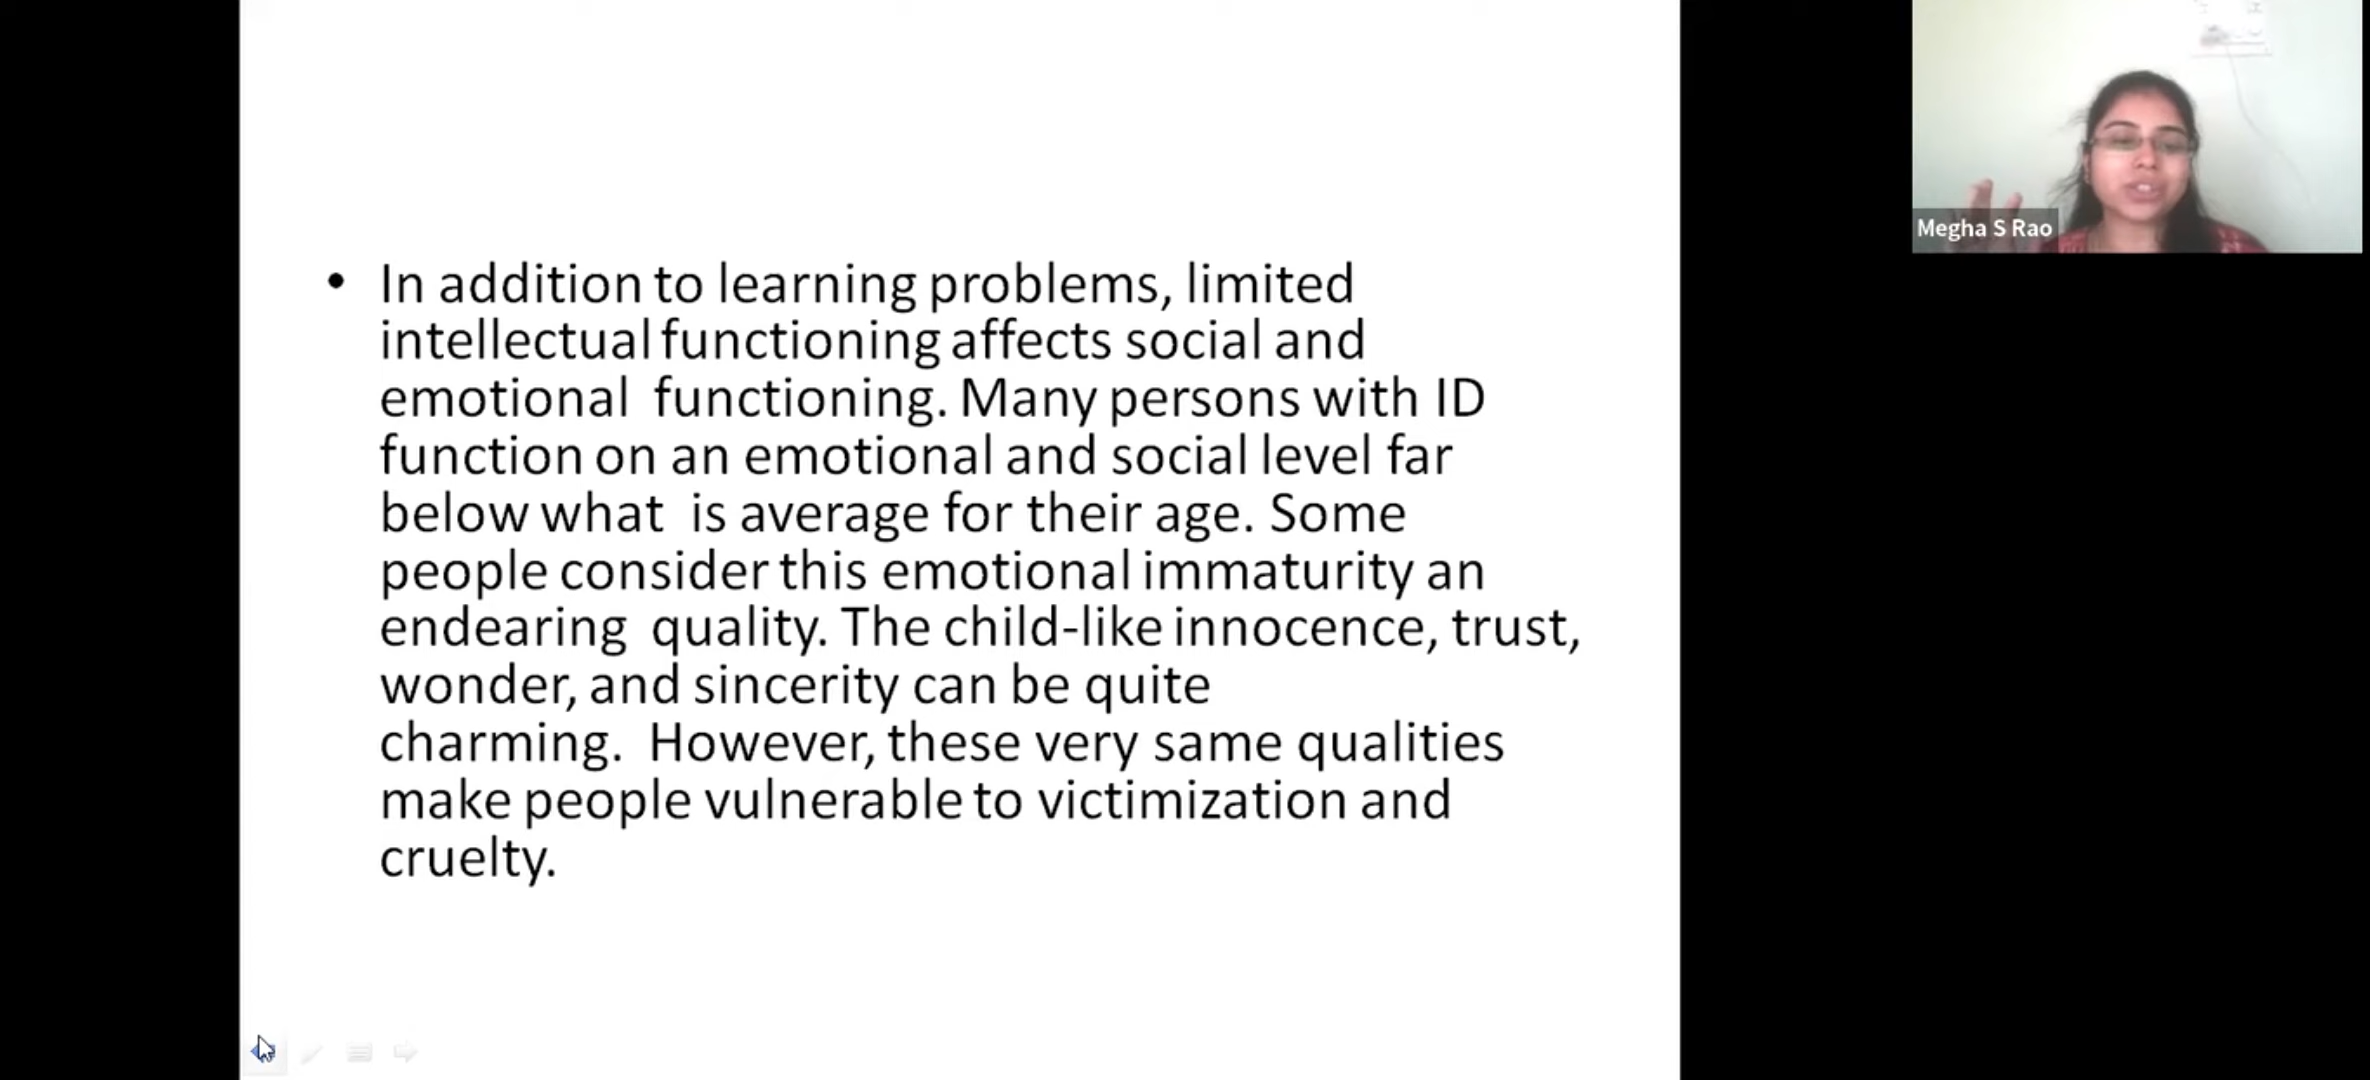 • In addition to learning problems, limited
intellectual functioning affects social and
emotional functioning. Many persons with ID
function on an emotional and social level far
below what is average for their age. Some
people consider this emotional immaturity an
endearing quality. The child-like innocence, trust,
wonder, and sincerity can be quite
charming. However, these very same qualities
make people vulnerable to victimization and
cruelty.
Megha S Rao